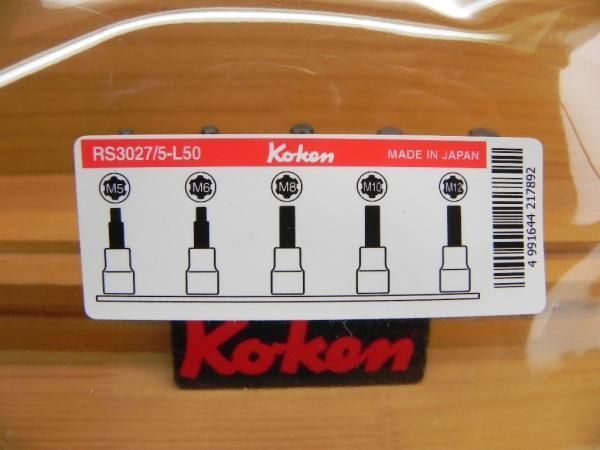 RS3027/5-L50 Koken MADE IN JAPAN
M5 M6 M8 M10 M12
4 991644 217892
Koken